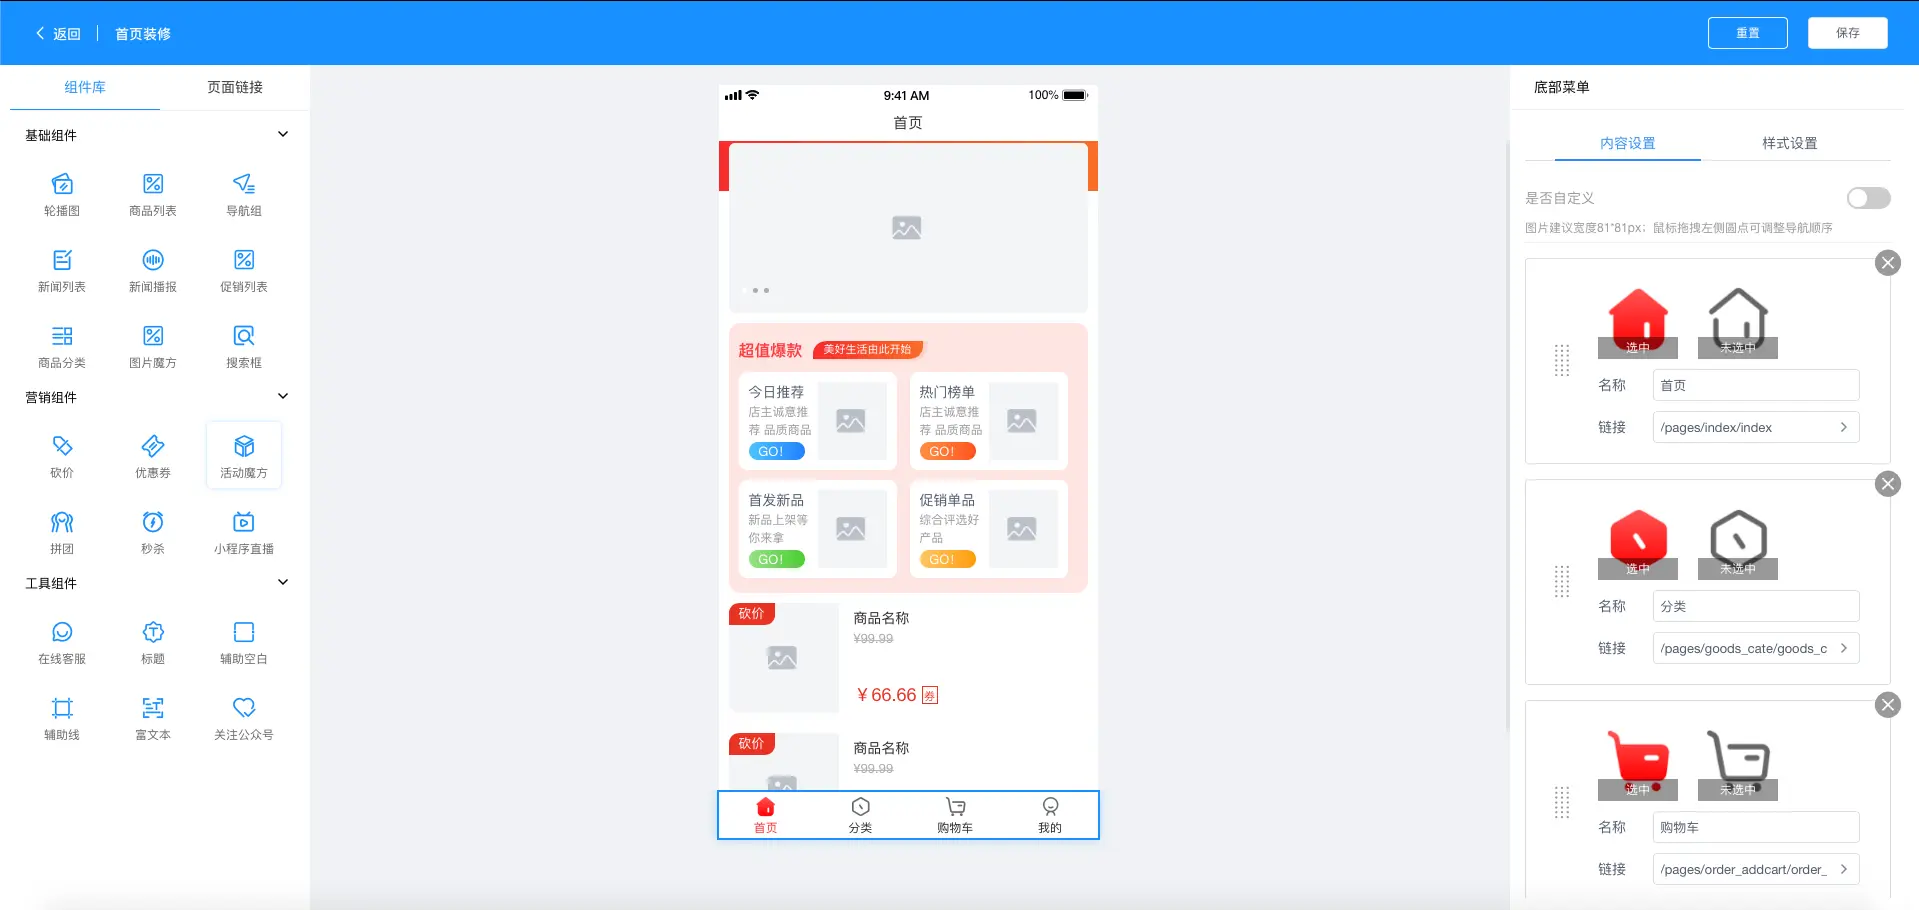 返回
首页装修
重置
保存
组件库
页面链接
基础组件
轮播图
商品列表
导航组
新闻列表
新闻播报
促销列表
商品分类
图片魔方
搜索框
营销组件
砍价
优惠券
活动魔方
拼团
秒杀
小程序直播
工具组件
在线客服
标题
辅助空白
辅助线
富文本
关注公众号
9:41 AM
100%
首页
超值爆款
美好生活由此开始
今日推荐
店主诚意推
荐 品质商品
GO!
热门榜单
店主诚意推
荐 品质商品
GO!
首发新品
新品上架等
你来拿
GO!
促销单品
综合评选好
产品
GO!
砍价
商品名称
¥99.99
¥66.66
券
砍价
商品名称
¥99.99
首页
分类
购物车
我的
底部菜单
内容设置
样式设置
是否自定义
图片建议宽度81*81px；鼠标拖拽左侧圆点可调整导航顺序
选中
未选中
名称
首页
链接
/pages/index/index
选中
未选中
名称
分类
链接
/pages/goods_cate/goods_c
选中
未选中
名称
购物车
链接
/pages/order_addcart/order_